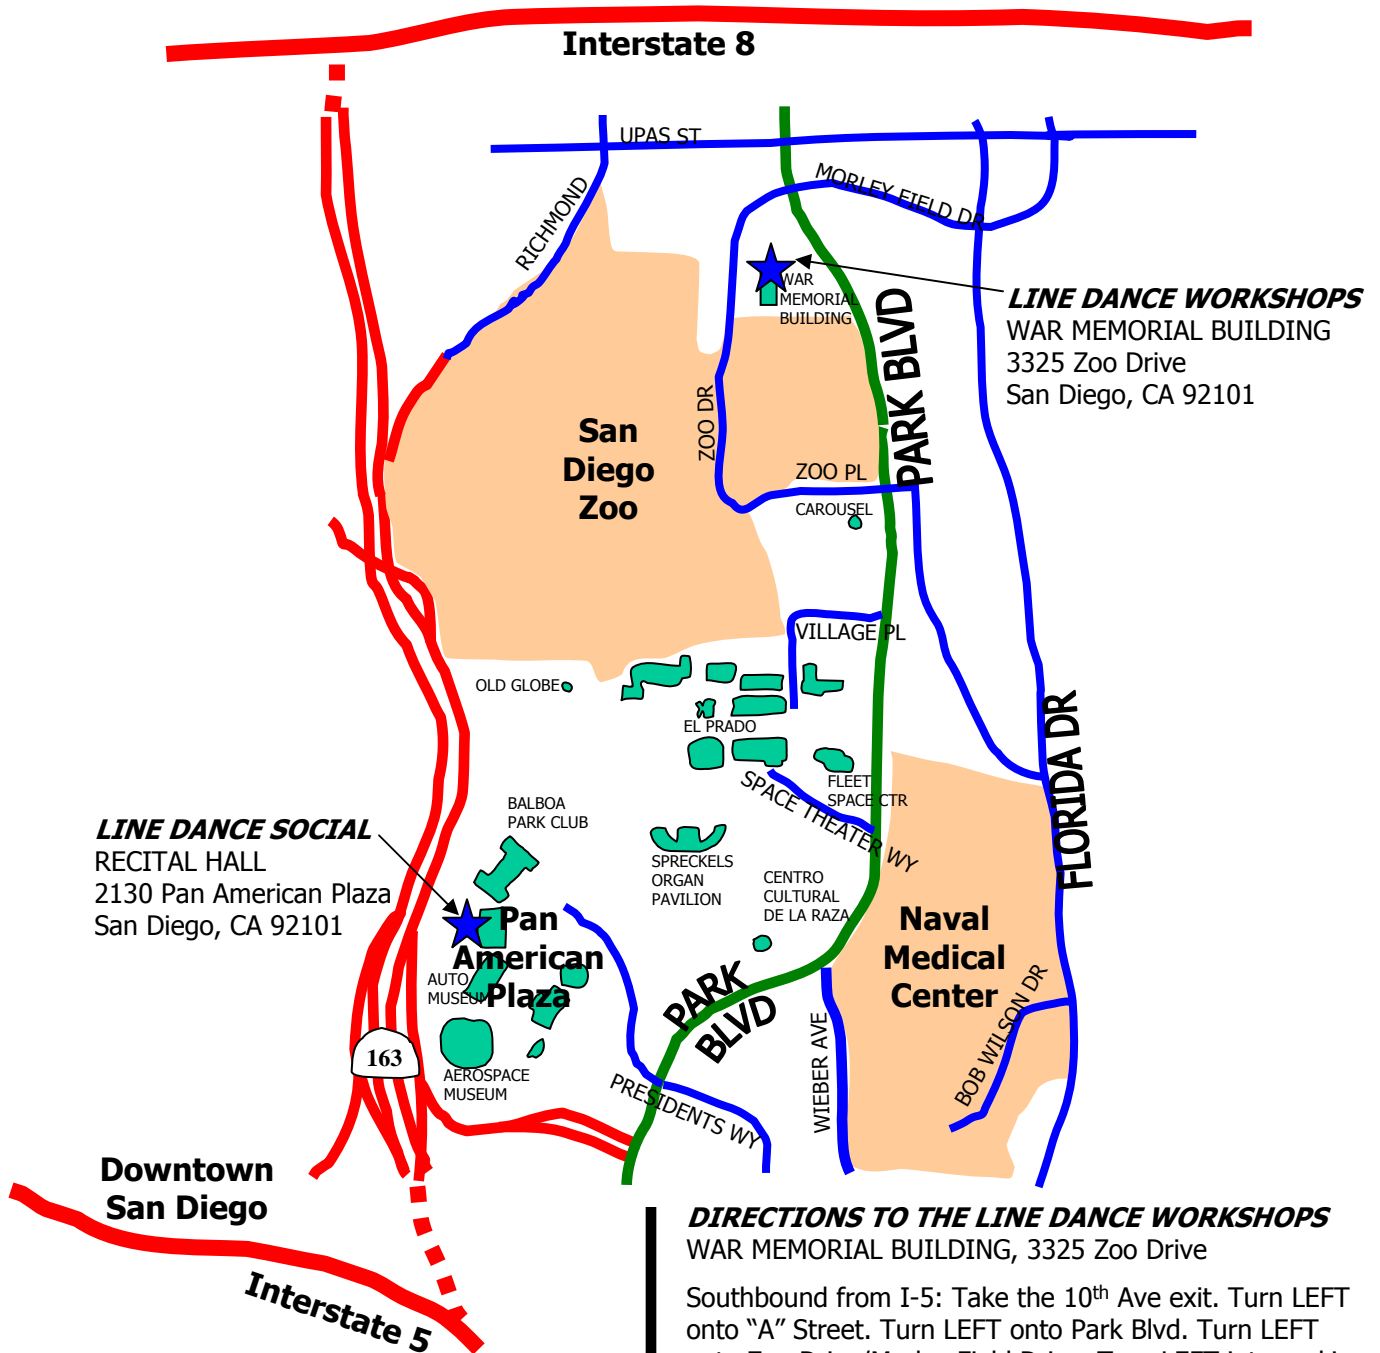 Interstate 8
UPAS ST
MORLEY FIELD DR
RICHMOND
WAR
MEMORIAL
BUILDING
LINE DANCE WORKSHOPS
WAR MEMORIAL BUILDING
3325 Zoo Drive
San Diego, CA 92101
PARK BLVD
ZOO DR
San
Diego
Zoo
ZOO PL
CAROUSEL
VILLAGE PL
OLD GLOBE
EL PRADO
FLORIDA DR
SPACE THEATER WY
FLEET
SPACE CTR
BALBOA
PARK CLUB
LINE DANCE SOCIAL
RECITAL HALL
2130 Pan American Plaza
San Diego, CA 92101
SPRECKELS
ORGAN
PAVILION
CENTRO
CULTURAL
DE LA RAZA
Pan
American
Plaza
Naval
Medical
Center
AUTO
MUSEUM
PARK
BLVD
BOB WILSON DR
WIEBER AVE
163
AEROSPACE
MUSEUM
PRESIDENTS WY
Downtown
San Diego
Interstate 5
DIRECTIONS TO THE LINE DANCE WORKSHOPS
WAR MEMORIAL BUILDING, 3325 Zoo Drive
Southbound from I-5: Take the 10th Ave exit. Turn LEFT
onto “A” Street. Turn LEFT onto Park Blvd. Turn LEFT